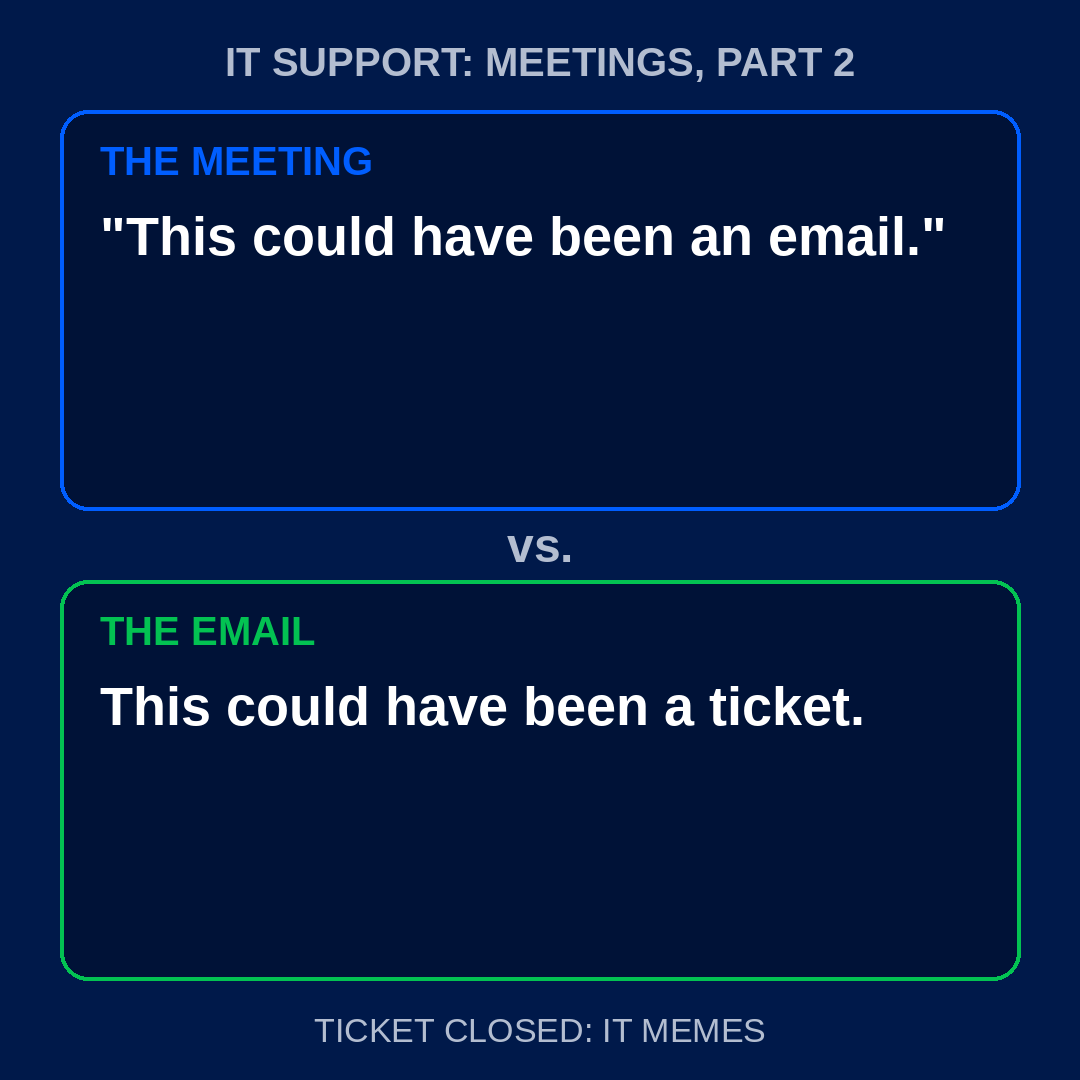 IT SUPPORT: MEETINGS, PART 2
THE MEETING
"This could have been an email."
vs.
THE EMAIL
This could have been a ticket.
TICKET CLOSED: IT MEMES